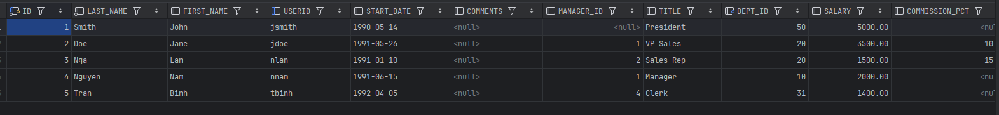 ID LAST_NAME FIRST_NAME USERID START_DATE COMMENTS MANAGER_ID TITLE DEPT_ID SALARY COMMISSION_PCT
1 Smith John jsmith 1990-05-14 <null> <null> President 50 5000.00 <nul
2 Doe Jane jdoe 1991-05-26 <null> 1 VP Sales 20 3500.00 10.
3 Nga Lan nlan 1991-01-10 <null> 2 Sales Rep 20 1500.00 15.
4 Nguyen Nam nnam 1991-06-15 <null> 1 Manager 10 2000.00 <nul
5 Tran Binh tbinh 1992-04-05 <null> 4 Clerk 31 1400.00 <nul